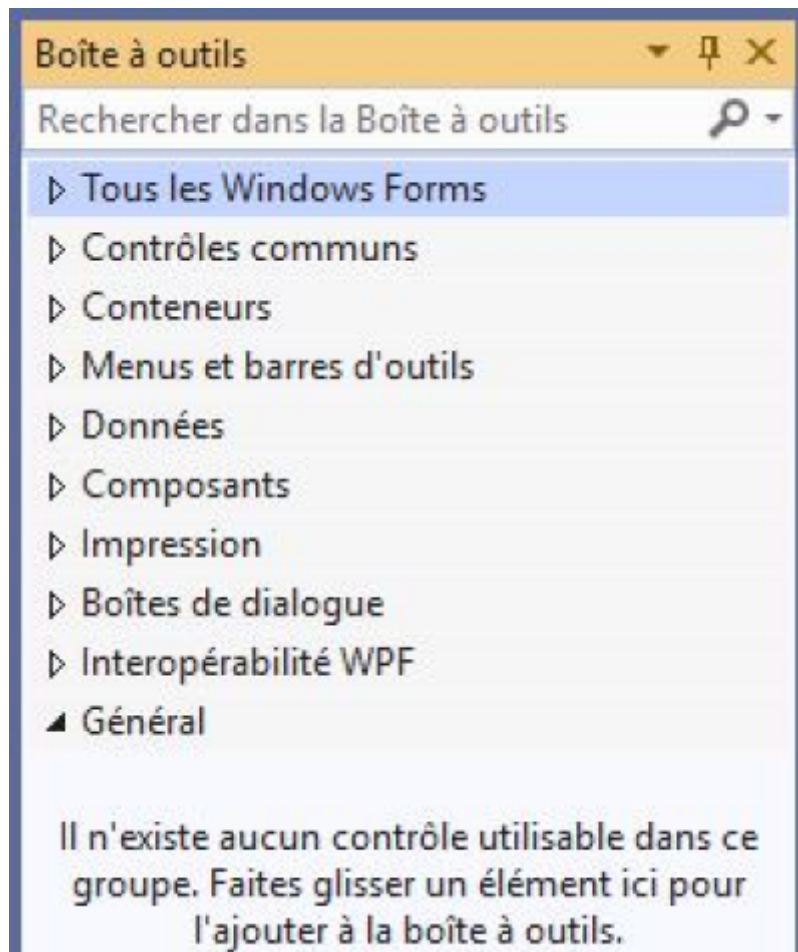 Boîte à outils
Rechercher dans la Boîte à outils
Tous les Windows Forms
Contrôles communs
Conteneurs
Menus et barres d'outils
Données
Composants
Impression
Boîtes de dialogue
Interopérabilité WPF
Général
Il n'existe aucun contrôle utilisable dans ce
groupe. Faites glisser un élément ici pour
l'ajouter à la boîte à outils.